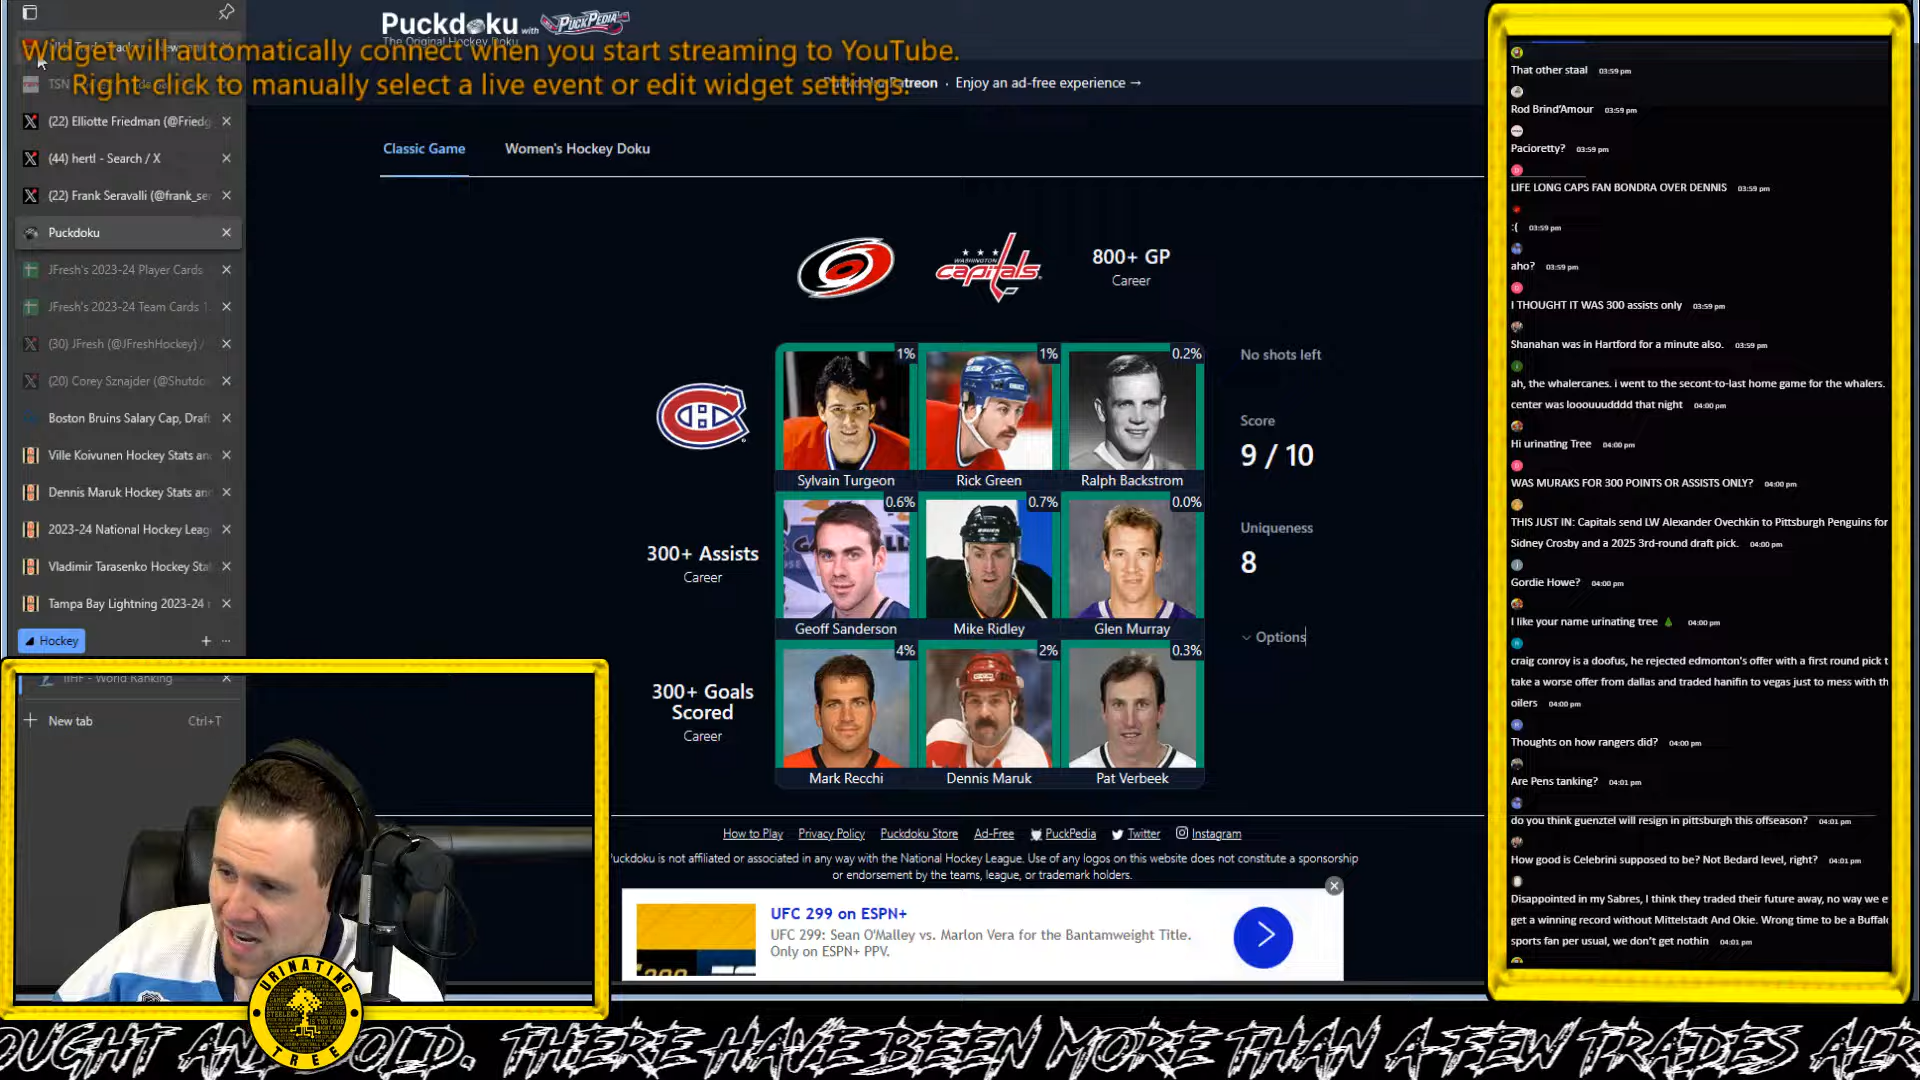 Puckdoku with PUCKPEDIA
The Original Hockey Doku
Widget will automatically connect when you start streaming to YouTube.
Right-click to manually select a live event or edit widget settings.
TSN
Patreon · Enjoy an ad-free experience →
(22) Elliotte Friedman (@Friedg
(44) hertl - Search / X
(22) Frank Seravalli (@frank_ser
Puckdoku
JFresh's 2023-24 Player Cards
JFresh's 2023-24 Team Cards 1
(30) JFresh (@JFreshHockey) /
(20) Corey Sznajder (@Shutdo
Boston Bruins Salary Cap, Draft
Ville Koivunen Hockey Stats and
Dennis Maruk Hockey Stats and
2023-24 National Hockey Leag
Vladimir Tarasenko Hockey Stat
Tampa Bay Lightning 2023-24 r
Hockey
IIHF - World Ranking
New tab Ctrl+T
Classic Game Women's Hockey Doku
WASHINGTON
capitals
800+ GP
Career
300+ Assists
Career
300+ Goals
Scored
Career
1% 1% 0.2%
Sylvain Turgeon Rick Green Ralph Backstrom
0.6% 0.7% 0.0%
Geoff Sanderson Mike Ridley Glen Murray
4% 2% 0.3%
Mark Recchi Dennis Maruk Pat Verbeek
No shots left
Score
9 / 10
Uniqueness
8
Options
How to Play Privacy Policy Puckdoku Store Ad-Free PuckPedia Twitter Instagram
uckdoku is not affiliated or associated in any way with the National Hockey League. Use of any logos on this website does not constitute a sponsorship
or endorsement by the teams, league, or trademark holders.
UFC 299 on ESPN+
UFC 299: Sean O'Malley vs. Marlon Vera for the Bantamweight Title.
Only on ESPN+ PPV.
That other staal 03:59 pm
Rod Brind'Amour 03:59 pm
Pacioretty? 03:59 pm
LIFE LONG CAPS FAN BONDRA OVER DENNIS 03:59 pm
:( 03:59 pm
aho? 03:59 pm
I THOUGHT IT WAS 300 assists only 03:59 pm
Shanahan was in Hartford for a minute also. 03:59 pm
ah, the whalercanes. i went to the secont-to-last home game for the whalers.
center was looouuudddd that night 04:00 pm
Hi urinating Tree 04:00 pm
WAS MURAKS FOR 300 POINTS OR ASSISTS ONLY? 04:00 pm
THIS JUST IN: Capitals send LW Alexander Ovechkin to Pittsburgh Penguins for
Sidney Crosby and a 2025 3rd-round draft pick. 04:00 pm
Gordie Howe? 04:00 pm
I like your name urinating tree 🌲 04:00 pm
craig conroy is a doofus, he rejected edmonton's offer with a first round pick t
take a worse offer from dallas and traded hanifin to vegas just to mess with th
oilers 04:00 pm
Thoughts on how rangers did? 04:00 pm
Are Pens tanking? 04:01 pm
do you think guenztel will resign in pittsburgh this offseason? 04:01 pm
How good is Celebrini supposed to be? Not Bedard level, right? 04:01 pm
Disappointed in my Sabres, I think they traded their future away, no way we e
get a winning record without Mittelstadt And Okie. Wrong time to be a Buffalo
sports fan per usual, we don't get nothin 04:01 pm
URINATING
TREE
OUGHT AND SOLD. THERE HAVE BEEN MORE THAN A FEW TRADES ALR